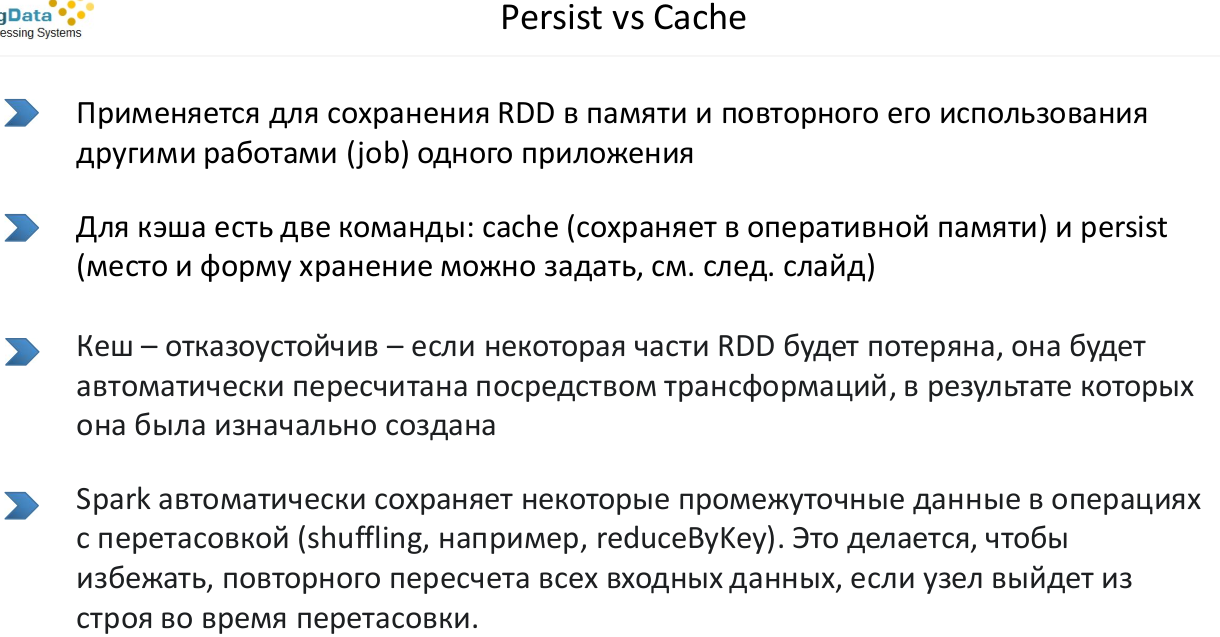 gData
essing Systems
Persist vs Cache
Применяется для сохранения RDD в памяти и повторного его использования
другими работами (job) одного приложения
Для кэша есть две команды: cache (сохраняет в оперативной памяти) и persist
(место и форму хранение можно задать, см. след. слайд)
Кеш – отказоустойчив – если некоторая части RDD будет потеряна, она будет
автоматически пересчитана посредством трансформаций, в результате которых
она была изначально создана
Spark автоматически сохраняет некоторые промежуточные данные в операциях
с перетасовкой (shuffling, например, reduceByKey). Это делается, чтобы
избежать, повторного пересчета всех входных данных, если узел выйдет из
строя во время перетасовки.